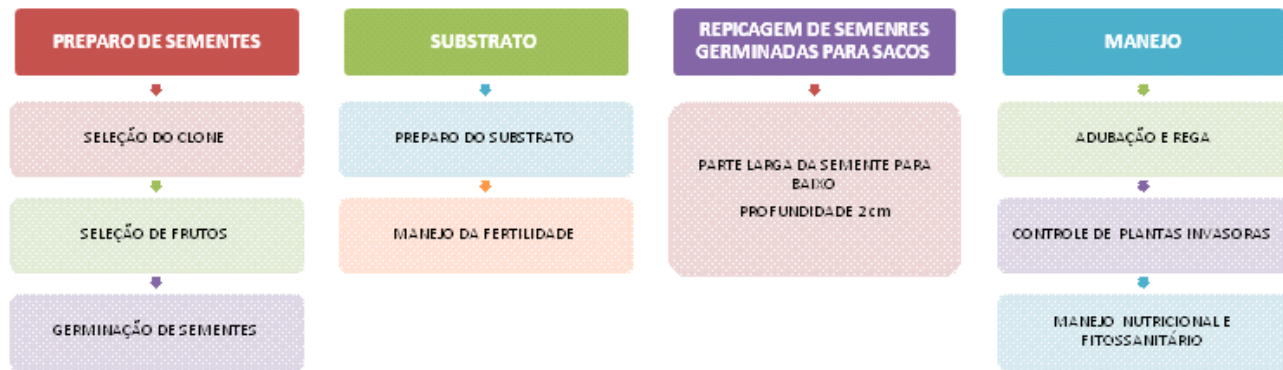 PREPARO DE SEMENTES
SELEÇÃO DO CLONE
SELEÇÃO DE FRUTOS
GERMINAÇÃO DE SEMENTES
SUBSTRATO
PREPARO DO SUBSTRATO
MANEJO DA FERTILIDADE
REPICAGEM DE SEMENRES
GERMINADAS PARA SACOS
PARTE LARGA DA SEMENTE PARA
BAIXO
PROFUNDIDADE 2cm
MANEJO
ADUBAÇÃO E REGA
CONTROLE DE PLANTAS INVASORAS
MANEJO NUTRICIONAL E
FITOSSANITÁRIO